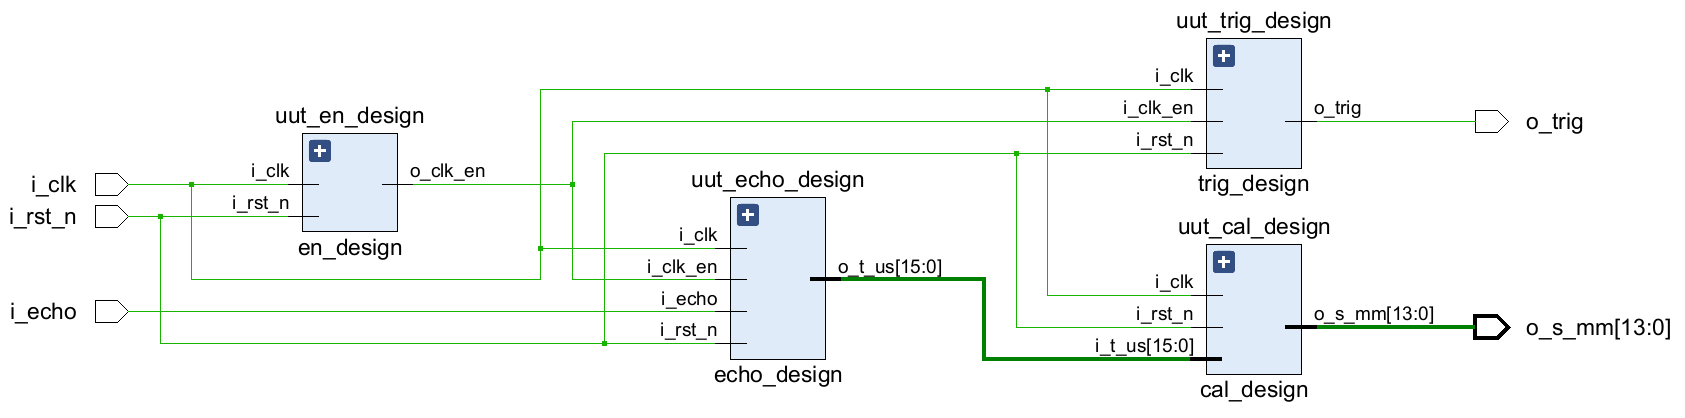 uut_trig_design
i_clk
i_clk_en
i_rst_n
o_trig
o_trig
trig_design
uut_en_design
i_clk
i_rst_n
o_clk_en
en_design
i_clk
i_rst_n
i_echo
uut_echo_design
i_clk
i_clk_en
i_echo
i_rst_n
o_t_us[15:0]
echo_design
uut_cal_design
i_clk
i_rst_n
i_t_us[15:0]
o_s_mm[13:0]
o_s_mm[13:0]
cal_design